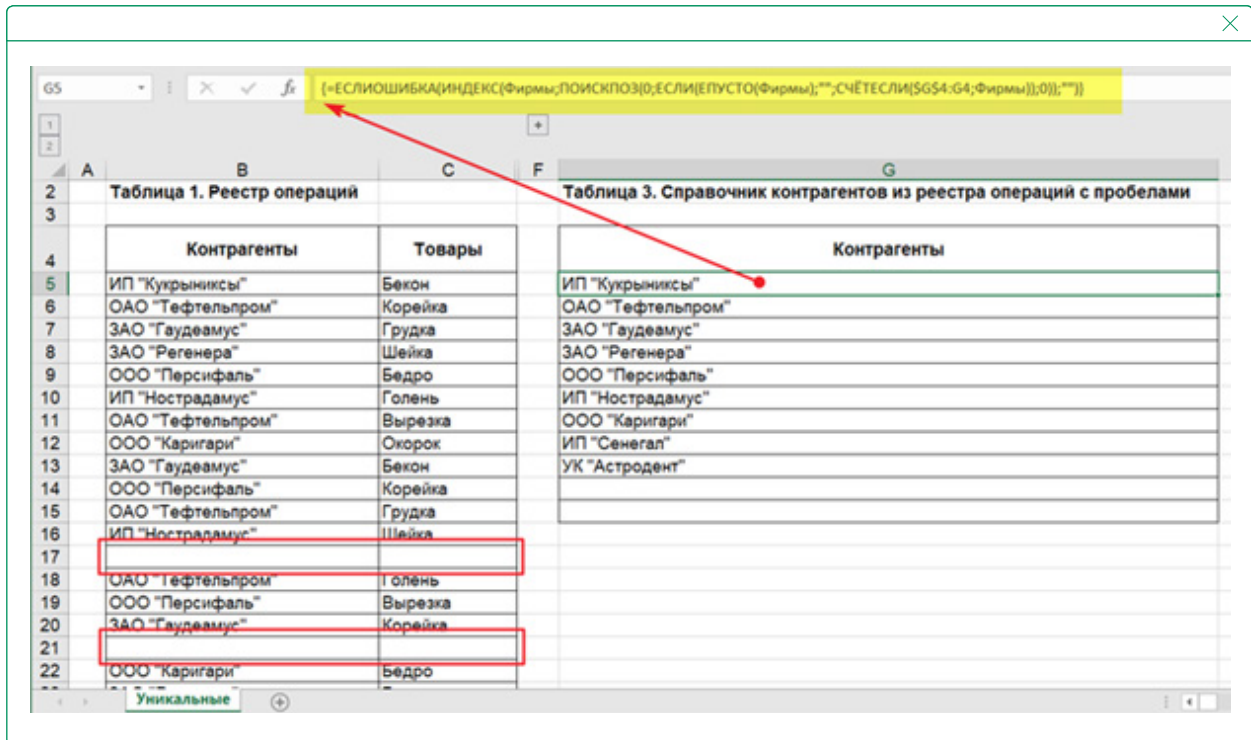 G5 fx {=ЕСЛИОШИБКА(ИНДЕКС(Фирмы;ПОИСКПОЗ(0;ЕСЛИ(ЕПУСТО(Фирмы);"";СЧЁТЕСЛИ($G$4:G4;Фирмы));0));"")}
1
2
A B C F G
2 Таблица 1. Реестр операций Таблица 3. Справочник контрагентов из реестра операций с пробелами
3
4 Контрагенты Товары Контрагенты
5 ИП "Кукрыниксы" Бекон ИП "Кукрыниксы"
6 ОАО "Тефтельпром" Корейка ОАО "Тефтельпром"
7 ЗАО "Гаудеамус" Грудка ЗАО "Гаудеамус"
8 ЗАО "Регенера" Шейка ЗАО "Регенера"
9 ООО "Персифаль" Бедро ООО "Персифаль"
10 ИП "Нострадамус" Голень ИП "Нострадамус"
11 ОАО "Тефтельпром" Вырезка ООО "Каригари"
12 ООО "Каригари" Окорок ИП "Сенегал"
13 ЗАО "Гаудеамус" Бекон УК "Астродент"
14 ООО "Персифаль" Корейка
15 ОАО "Тефтельпром" Грудка
16 ИП "Нострадамус" Шейка
17
18 ОАО "Тефтельпром" Голень
19 ООО "Персифаль" Вырезка
20 ЗАО "Гаудеамус" Корейка
21
22 ООО "Каригари" Бедро
Уникальные